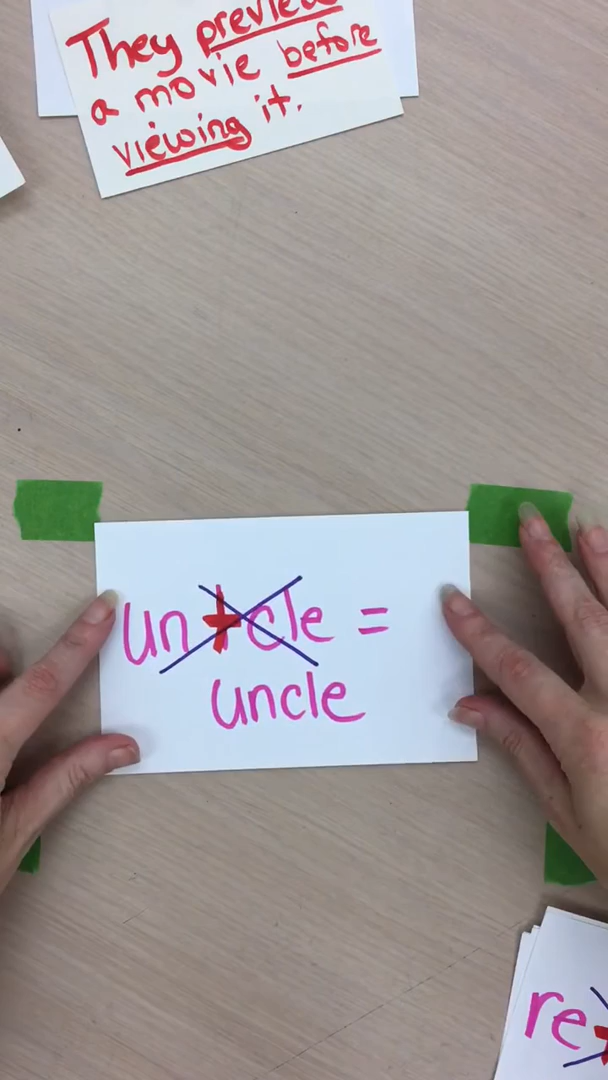 They preview
a movie before
viewing it.
un + cle =
uncle
re +